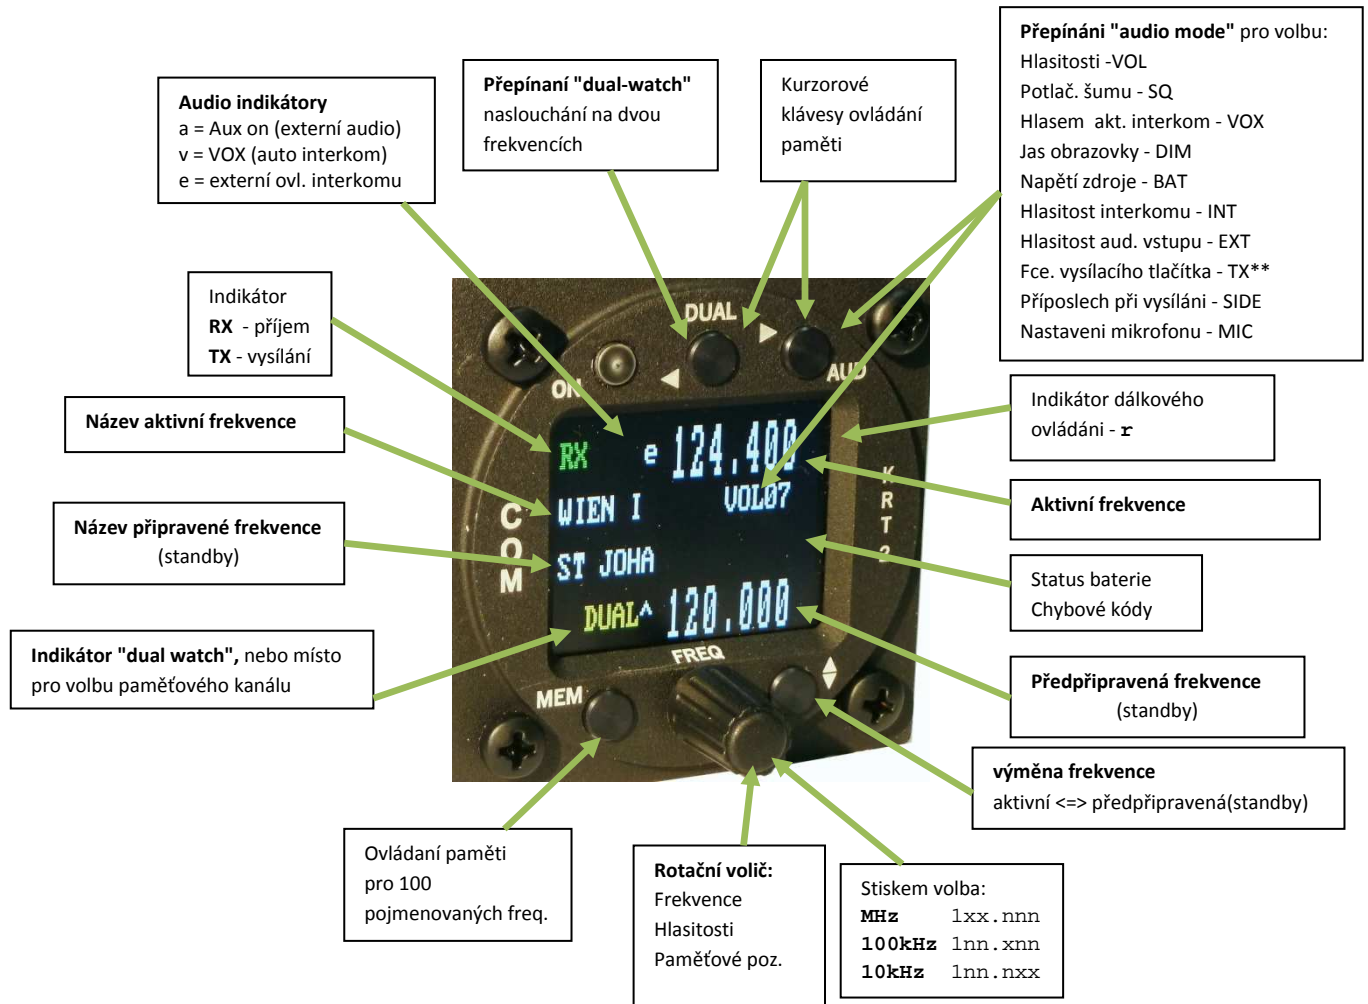 Audio indikátory
a = Aux on (externí audio)
v = VOX (auto interkom)
e = externí ovl. interkomu
Přepínaní "dual-watch"
naslouchání na dvou
frekvencích
Kurzorové
klávesy ovládání
paměti
Přepínáni "audio mode" pro volbu:
Hlasitosti -VOL
Potlač. šumu - SQ
Hlasem  akt. interkom - VOX
Jas obrazovky - DIM
Napětí zdroje - BAT
Hlasitost interkomu - INT
Hlasitost aud. vstupu - EXT
Fce. vysílacího tlačítka - TX**
Příposlech při vysíláni - SIDE
Nastaveni mikrofonu - MIC
Indikátor
RX  - příjem
TX - vysílání
Název aktivní frekvence
Název připravené frekvence
(standby)
Indikátor "dual watch", nebo místo
pro volbu paměťového kanálu
DUAL
ON
AUD
RX e 124.400
WIEN I VOL07
ST JOHA
DUAL^ 120.000
COM
KRT2
FREQ
MEM
Indikátor dálkového
ovládáni - r
Aktivní frekvence
Status baterie
Chybové kódy
Předpřipravená frekvence
(standby)
výměna frekvence
aktivní <=> předpřipravená(standby)
Ovládaní paměti
pro 100
pojmenovaných freq.
Rotační volič:
Frekvence
Hlasitosti
Paměťové poz.
Stiskem volba:
MHz 1xx.nnn
100kHz 1nn.xnn
10kHz 1nn.nxx